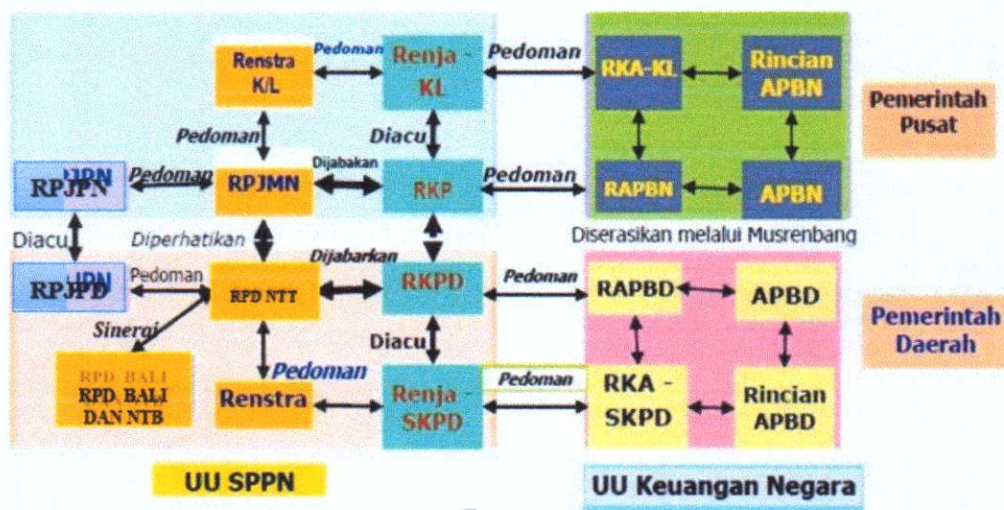 Renstra
K/L
Pedoman
Renja -
KL
Pedoman
RKA-KL
Rincian
APBN
Pemerintah
Pusat
Pedoman
Diacu
JPN
RPJPN
Pedoman
RPJMN
Dijabakan
RKP
Pedoman
RAPBN
APBN
Diserasikan melalui Musrenbang
Diacu
Diperhatikan
Dijabarkan
JPN
RPJPD
Pedoman
RPD NTT
RKPD
Pedoman
RAPBD
APBD
Pemerintah
Daerah
Sinergi
Diacu
RPD BALI
RPD BALI
DAN NTB
Pedoman
Renstra
Renja -
SKPD
Pedoman
RKA -
SKPD
Rincian
APBD
UU SPPN
UU Keuangan Negara